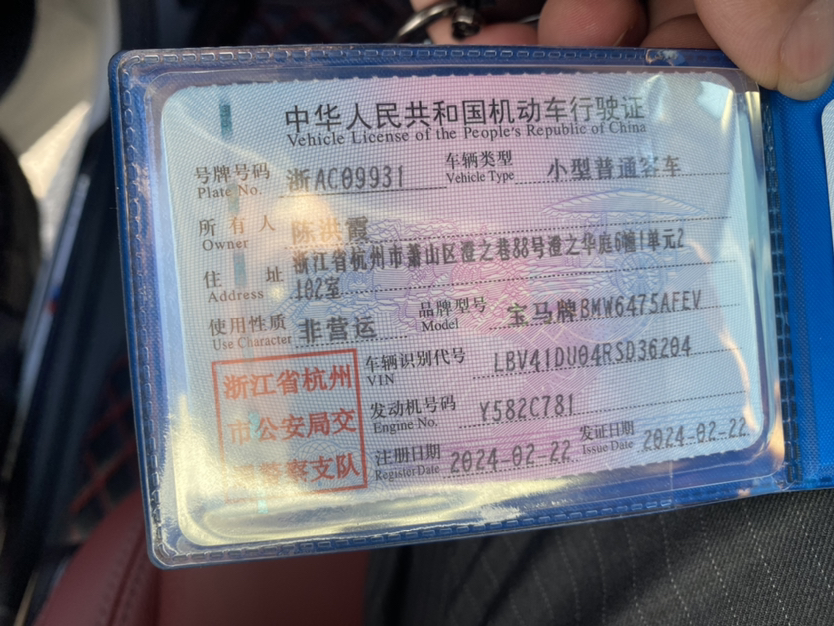 中华人民共和国机动车行驶证
Vehicle License of the People's Republic of China
号牌号码 浙AC09931 车辆类型 小型普通客车
Plate No. Vehicle Type
所有人 陈洪霞
Owner
住址 浙江省杭州市萧山区澄之巷88号澄之华庭6幢1单元2
Address 102室
使用性质 非营运 品牌型号 宝马牌BMW6475AFEV
Use Character Model
浙江省杭州
市公安局交
警察支队
车辆识别代号 LBV41DU04RSD36204
VIN
发动机号码 Y582C781
Engine No.
注册日期 2024-02-22 发证日期 2024-02-22
Register Date Issue Date